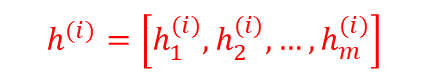 h^{(i)} = [h_1^{(i)}, h_2^{(i)}, ..., h_m^{(i)}]